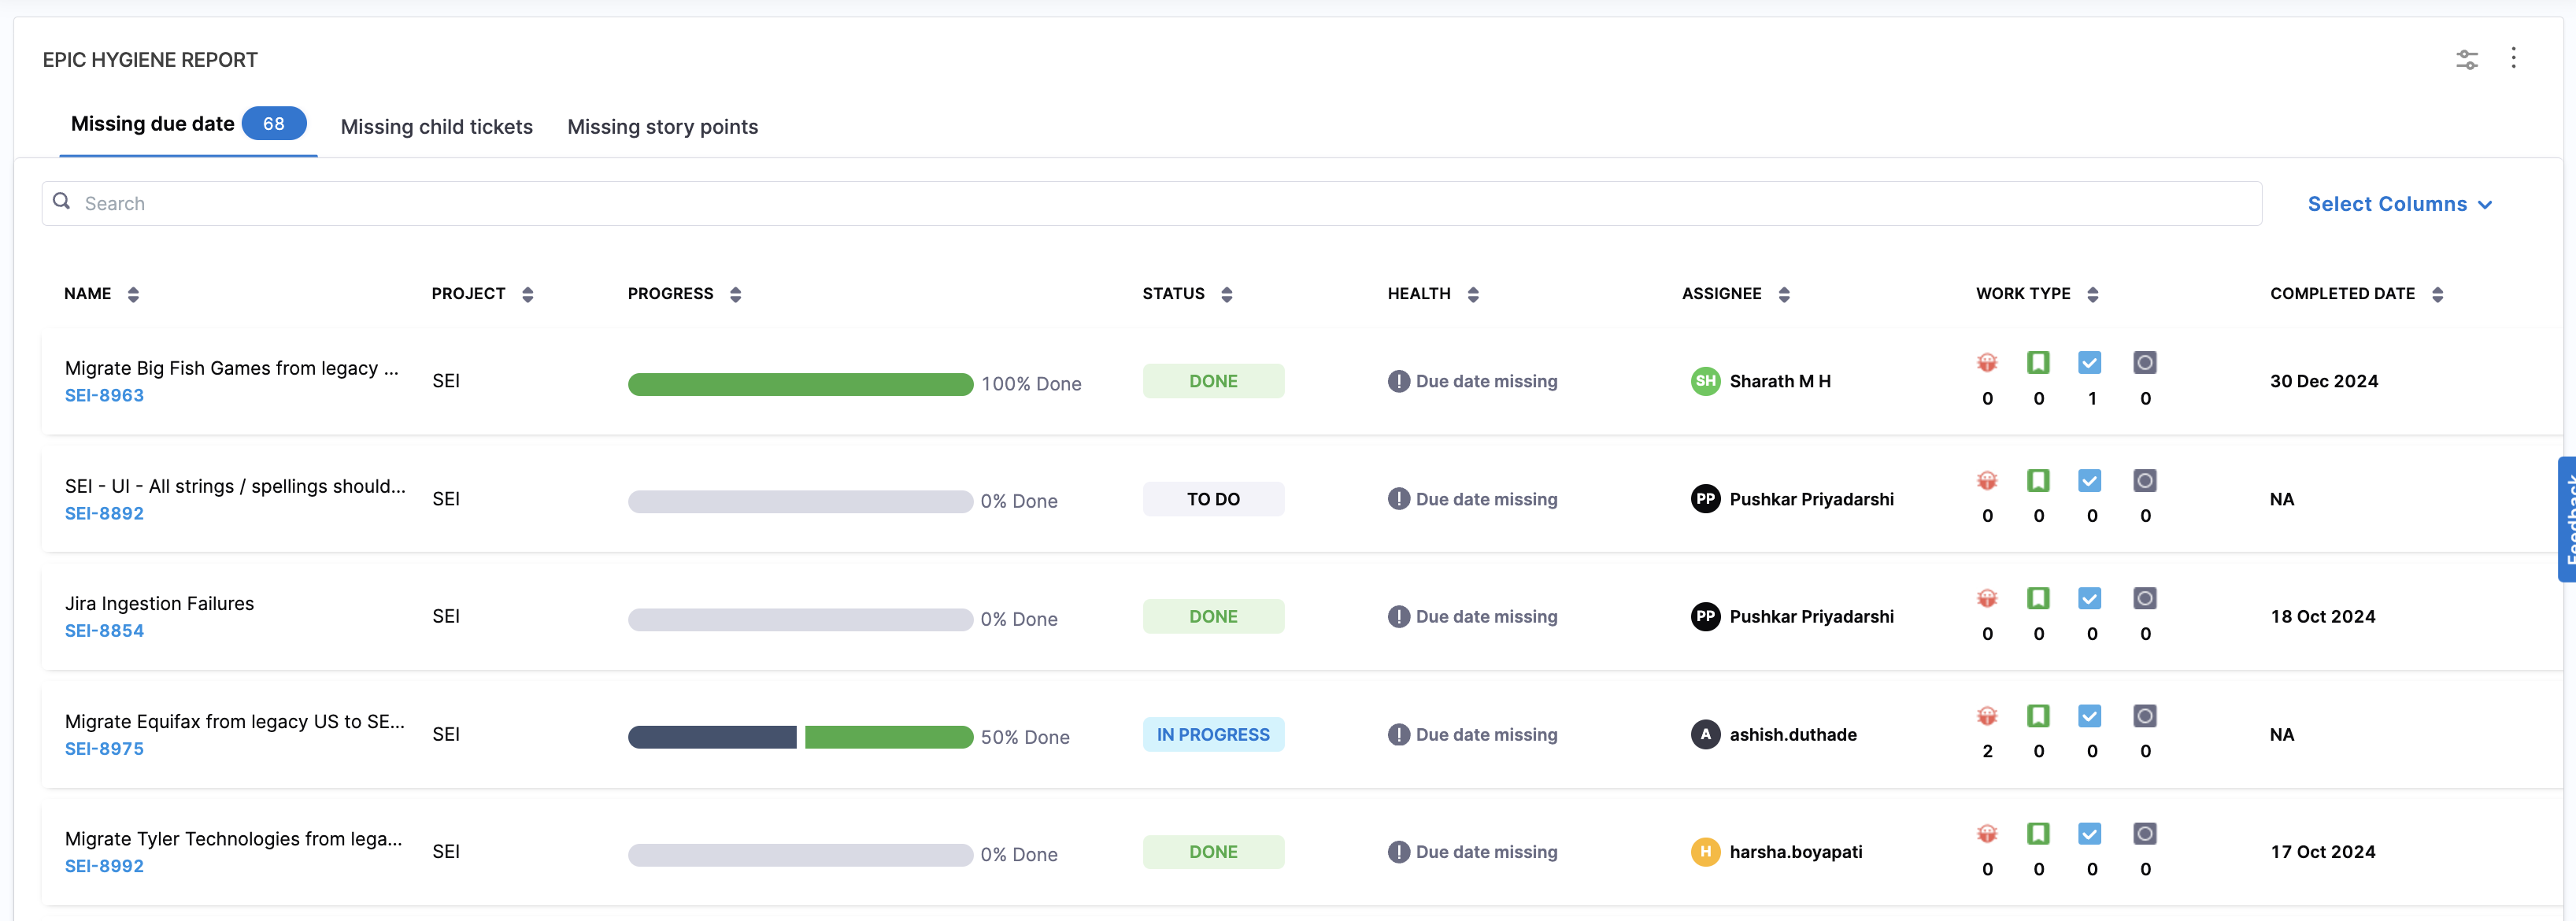 EPIC HYGIENE REPORT
Missing due date 68 Missing child tickets Missing story points
Search Select Columns
NAME PROJECT PROGRESS STATUS HEALTH ASSIGNEE WORK TYPE COMPLETED DATE
Migrate Big Fish Games from legacy ...
SEI-8963
SEI 100% Done DONE Due date missing SH Sharath M H 30 Dec 2024
0 0 1 0
SEI - UI - All strings / spellings should...
SEI-8892
SEI 0% Done TO DO Due date missing PP Pushkar Priyadarshi NA
0 0 0 0
Jira Ingestion Failures
SEI-8854
SEI 0% Done DONE Due date missing PP Pushkar Priyadarshi 18 Oct 2024
0 0 0 0
Migrate Equifax from legacy US to SE...
SEI-8975
SEI 50% Done IN PROGRESS Due date missing A ashish.duthade NA
2 0 0 0
Migrate Tyler Technologies from lega...
SEI-8992
SEI 0% Done DONE Due date missing H harsha.boyapati 17 Oct 2024
0 0 0 0
Feedback